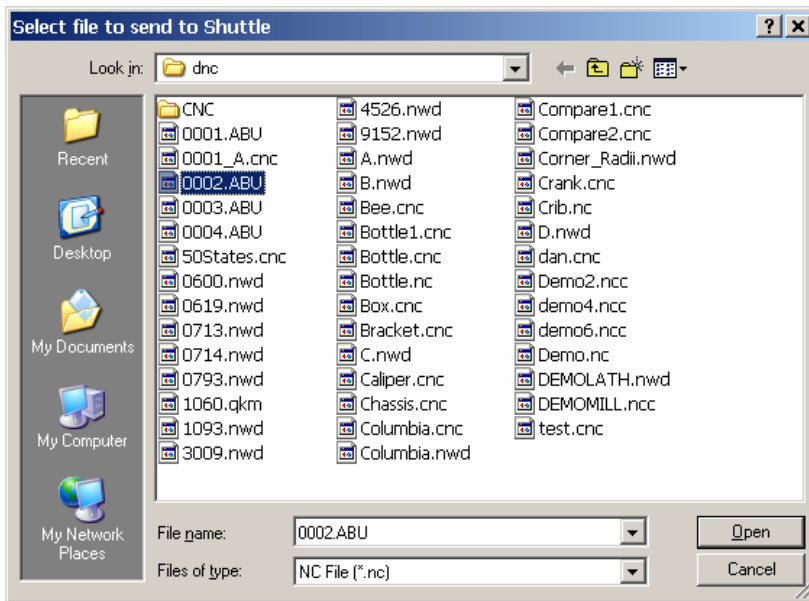 Select file to send to Shuttle
Look in: dnc
Recent
Desktop
My Documents
My Computer
My Network
Places
CNC
0001.ABU
0001_A.cnc
0002.ABU
0003.ABU
0004.ABU
50States.cnc
0600.nwd
0619.nwd
0713.nwd
0714.nwd
0793.nwd
1060.qkm
1093.nwd
3009.nwd
4526.nwd
9152.nwd
A.nwd
B.nwd
Bee.cnc
Bottle1.cnc
Bottle.cnc
Bottle.nc
Box.cnc
Bracket.cnc
C.nwd
Caliper.cnc
Chassis.cnc
Columbia.cnc
Columbia.nwd
Compare1.cnc
Compare2.cnc
Corner_Radii.nwd
Crank.cnc
Crib.nc
D.nwd
dan.cnc
Demo2.ncc
demo4.ncc
demo6.ncc
Demo.nc
DEMOLATH.nwd
DEMOMILL.ncc
test.cnc
File name: 0002.ABU Open
Files of type: NC File (*.nc) Cancel